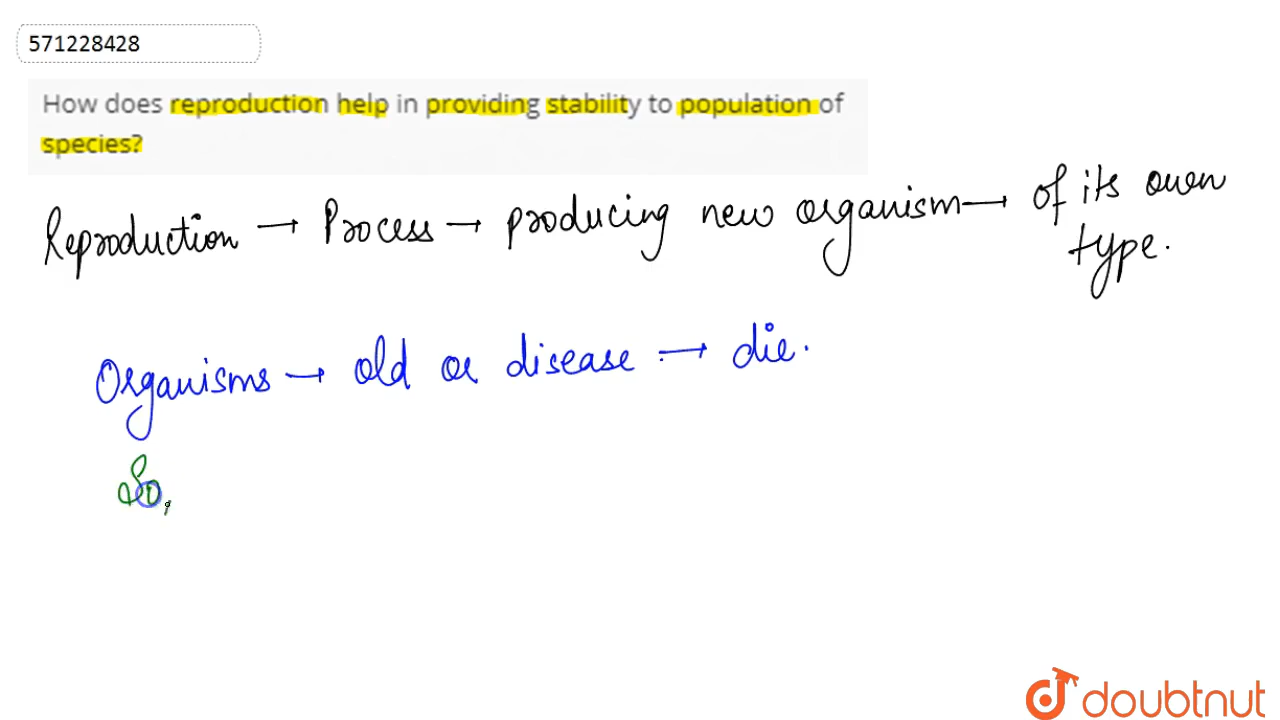 571228428
How does reproduction help in providing stability to population of
species?
Reproduction → Process → producing new organism → of its own
type.
Organisms → old or disease → die.
So,
doubtnut